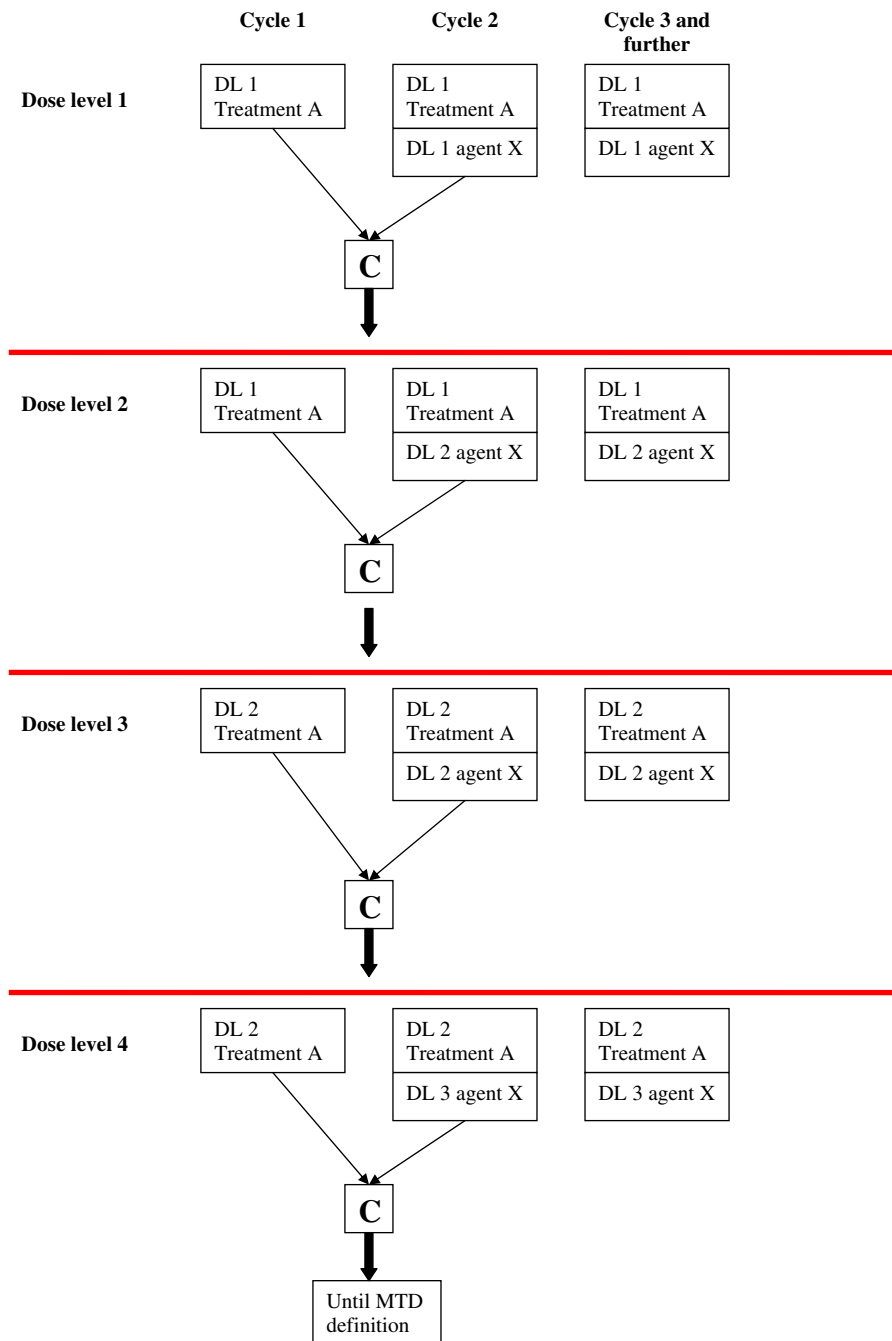 Cycle 1
Cycle 2
Cycle 3 and
further
Dose level 1
DL 1
Treatment A
DL 1
Treatment A
DL 1 agent X
DL 1
Treatment A
DL 1 agent X
C
Dose level 2
DL 1
Treatment A
DL 1
Treatment A
DL 2 agent X
DL 1
Treatment A
DL 2 agent X
C
Dose level 3
DL 2
Treatment A
DL 2
Treatment A
DL 2 agent X
DL 2
Treatment A
DL 2 agent X
C
Dose level 4
DL 2
Treatment A
DL 2
Treatment A
DL 3 agent X
DL 2
Treatment A
DL 3 agent X
C
Until MTD
definition